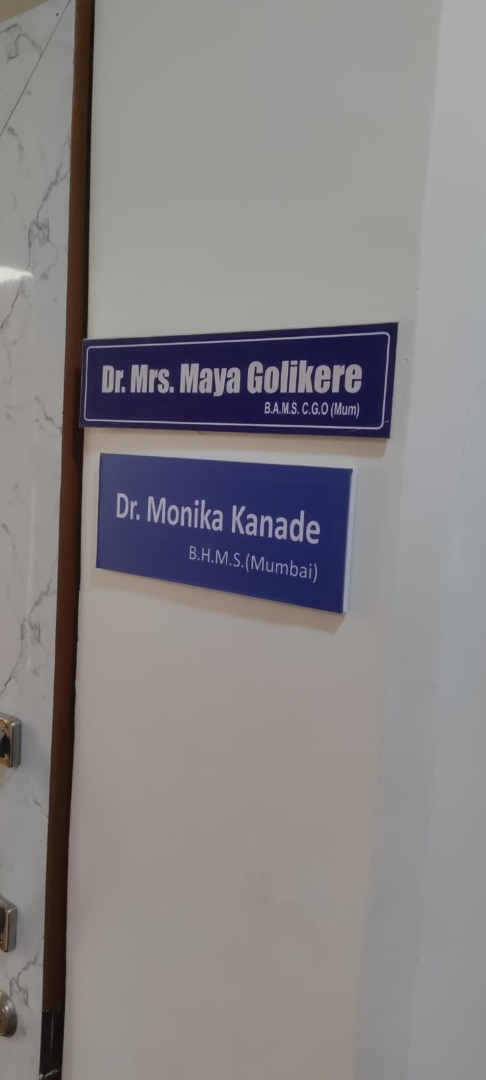 Dr. Mrs. Maya Golikere
B.A.M.S. C.G.O (Mum)
Dr. Monika Kanade
B.H.M.S.(Mumbai)